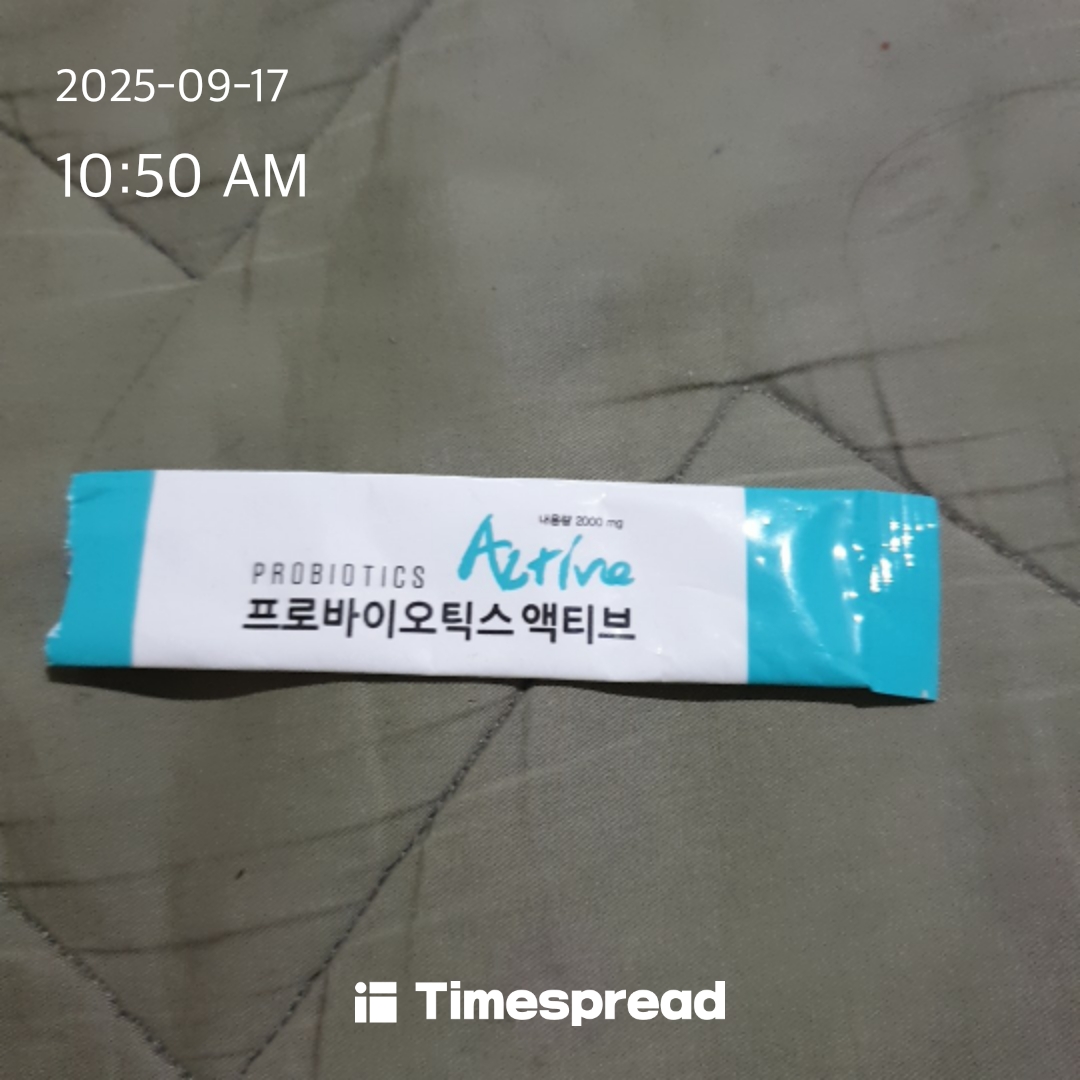 2025-09-17
10:50 AM
내용량 2000 mg
PROBIOTICS Active
프로바이오틱스 액티브
Timespread